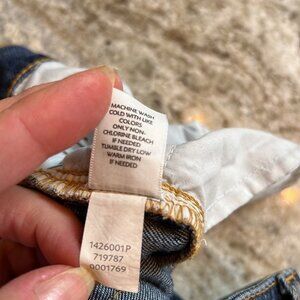 MACHINE WASH
COLD WITH LIKE
COLORS
ONLY NON-
CHLORINE BLEACH
IF NEEDED
TUMBLE DRY LOW
WARM IRON
IF NEEDED
1426001P
719787
0001769